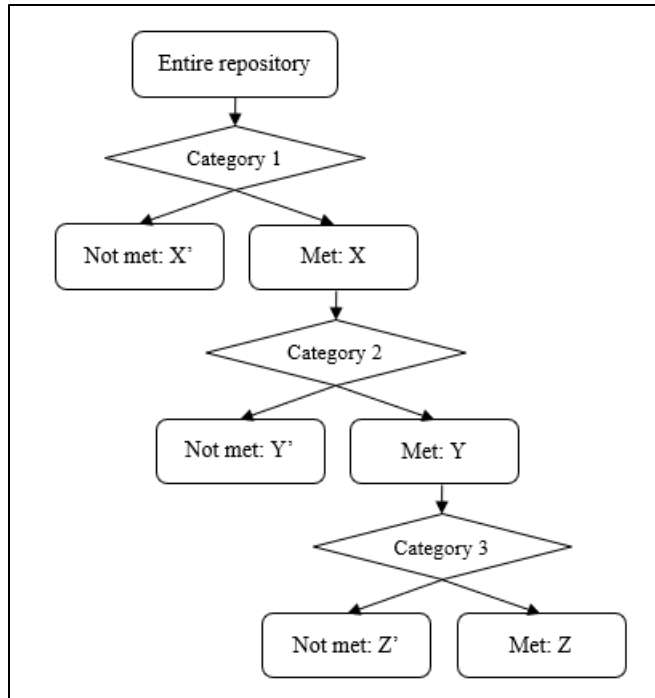 Entire repository
Category 1
Not met: X’
Met: X
Category 2
Not met: Y’
Met: Y
Category 3
Not met: Z’
Met: Z